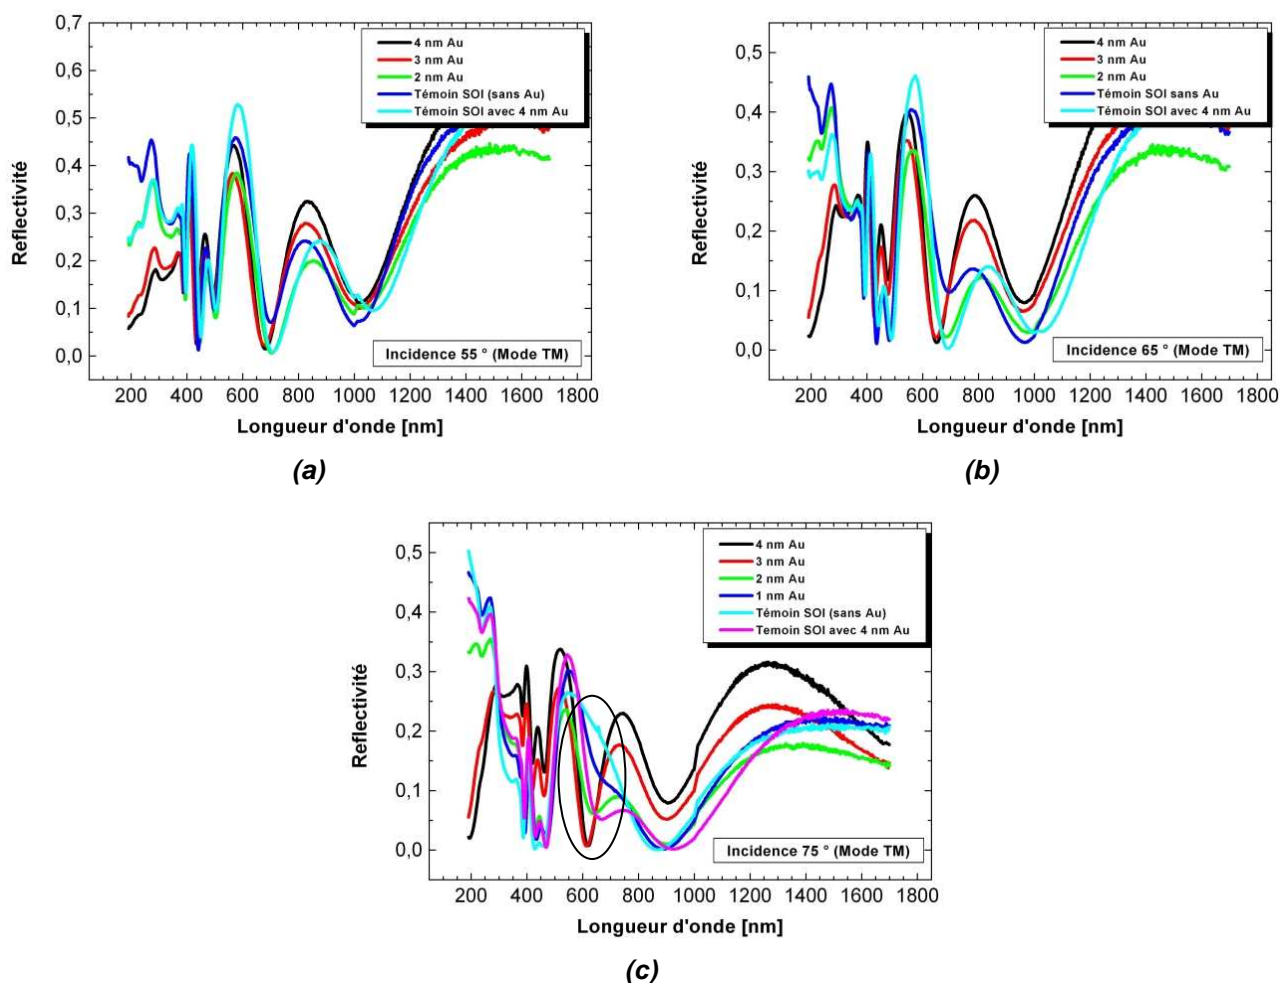 0,7
0,6
0,5
0,4
0,3
0,2
0,1
0,0
Reflectivité
4 nm Au
3 nm Au
2 nm Au
Témoin SOI (sans Au)
Témoin SOI avec 4 nm Au
Incidence 55 ° (Mode TM)
200 400 600 800 1000 1200 1400 1600 1800
Longueur d'onde [nm]
(a)
0,5
0,4
0,3
0,2
0,1
0,0
Reflectivité
4 nm Au
3 nm Au
2 nm Au
Témoin SOI sans Au
Témoin SOI avec 4 nm Au
Incidence 65 ° (Mode TM)
200 400 600 800 1000 1200 1400 1600 1800
Longueur d'onde [nm]
(b)
0,5
0,4
0,3
0,2
0,1
0,0
Reflectivité
4 nm Au
3 nm Au
2 nm Au
1 nm Au
Témoin SOI (sans Au)
Temoin SOI avec 4 nm Au
Incidence 75 ° (Mode TM)
200 400 600 800 1000 1200 1400 1600 1800
Longueur d'onde [nm]
(c)